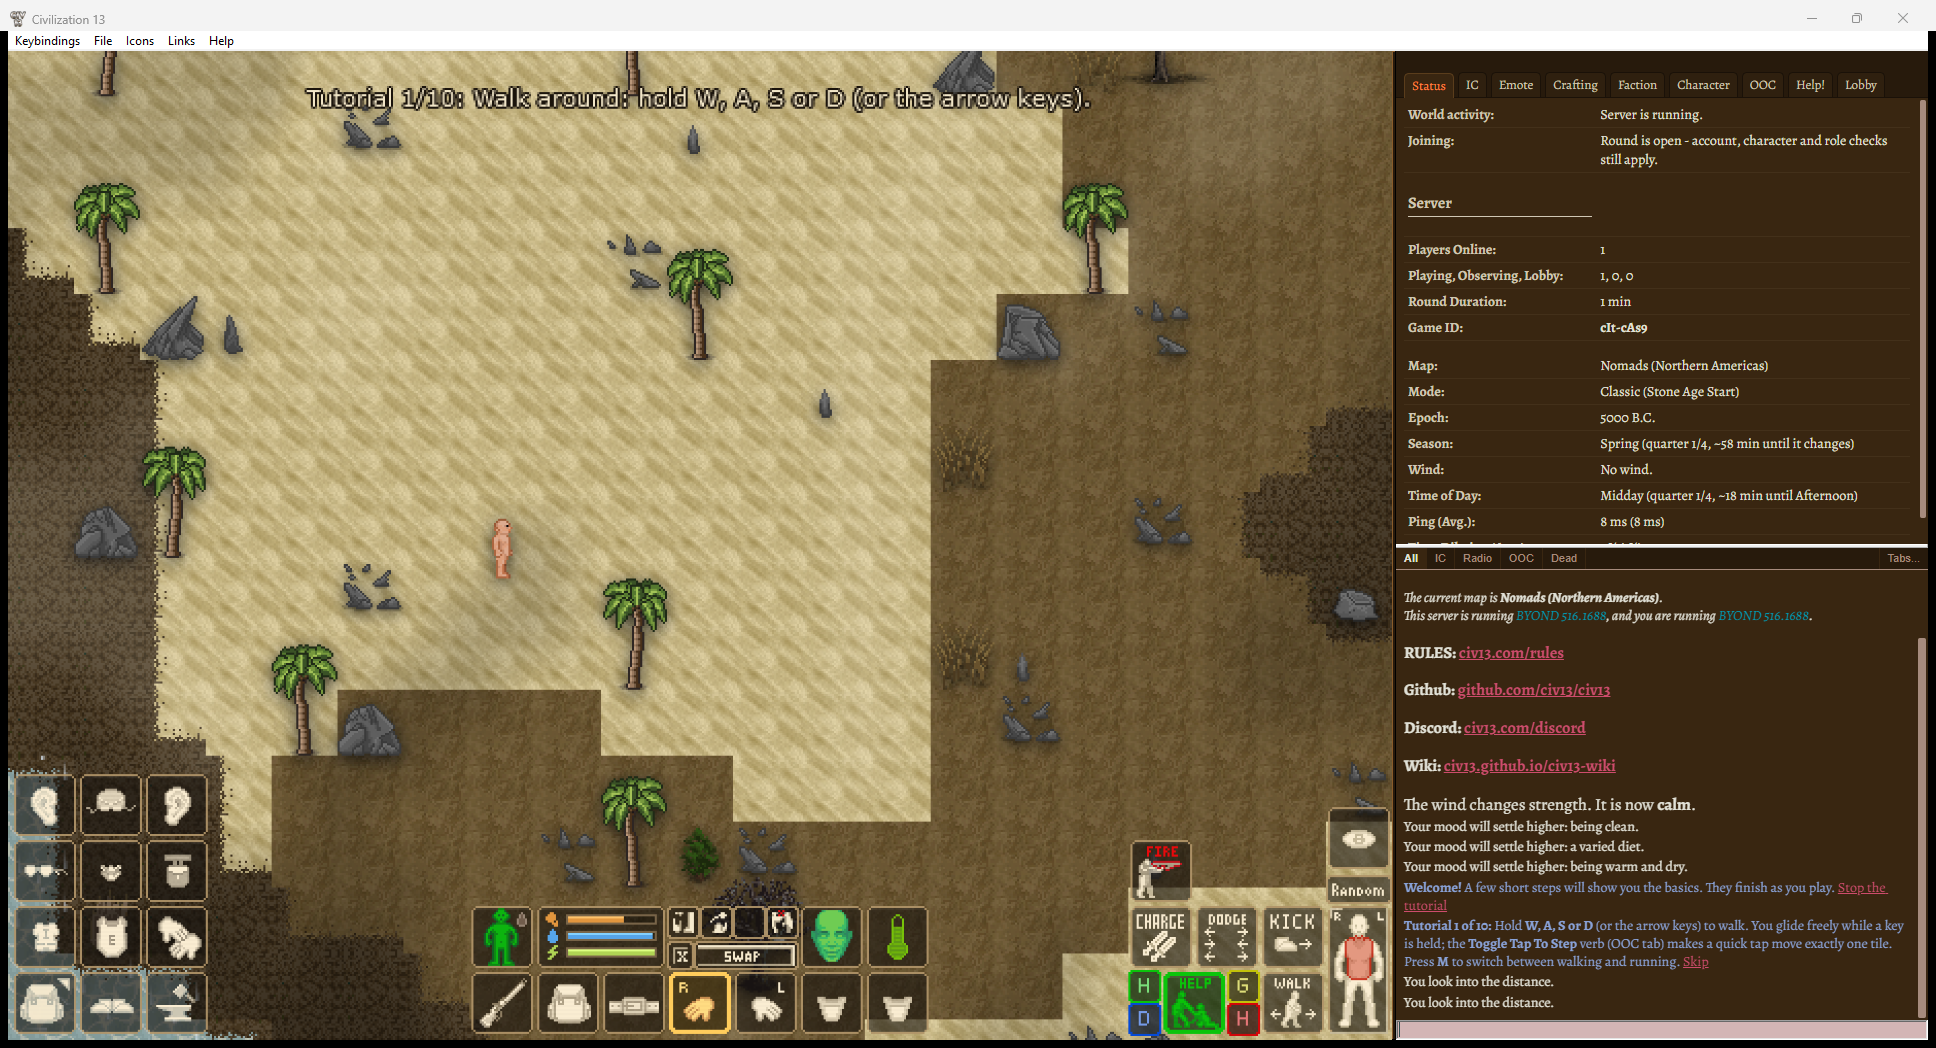 Civilization 13
Keybindings File Icons Links Help
Tutorial 1/10: Walk around: hold W, A, S or D (or the arrow keys).
Status IC Emote Crafting Faction Character OOC Help! Lobby
World activity: Server is running.
Joining: Round is open - account, character and role checks
still apply.
Server
Players Online: 1
Playing, Observing, Lobby: 1, 0, 0
Round Duration: 1 min
Game ID: cIt-cAs9
Map: Nomads (Northern Americas)
Mode: Classic (Stone Age Start)
Epoch: 5000 B.C.
Season: Spring (quarter 1/4, ~58 min until it changes)
Wind: No wind.
Time of Day: Midday (quarter 1/4, ~18 min until Afternoon)
Ping (Avg.): 8 ms (8 ms)
All IC Radio OOC Dead Tabs...
The current map is Nomads (Northern Americas).
This server is running BYOND 516.1688, and you are running BYOND 516.1688.
RULES: civ13.com/rules
Github: github.com/civ13/civ13
Discord: civ13.com/discord
Wiki: civ13.github.io/civ13-wiki
The wind changes strength. It is now calm.
Your mood will settle higher: being clean.
Your mood will settle higher: a varied diet.
Your mood will settle higher: being warm and dry.
Welcome! A few short steps will show you the basics. They finish as you play. Stop the
tutorial
Tutorial 1 of 10: Hold W, A, S or D (or the arrow keys) to walk. You glide freely while a key
is held; the Toggle Tap To Step verb (OOC tab) makes a quick tap move exactly one tile.
Press M to switch between walking and running. Skip
You look into the distance.
You look into the distance.
FIRE
RANDOM
CHARGE DODGE KICK
R L
X SWAP
I E
R L
H HELP G WALK
D H